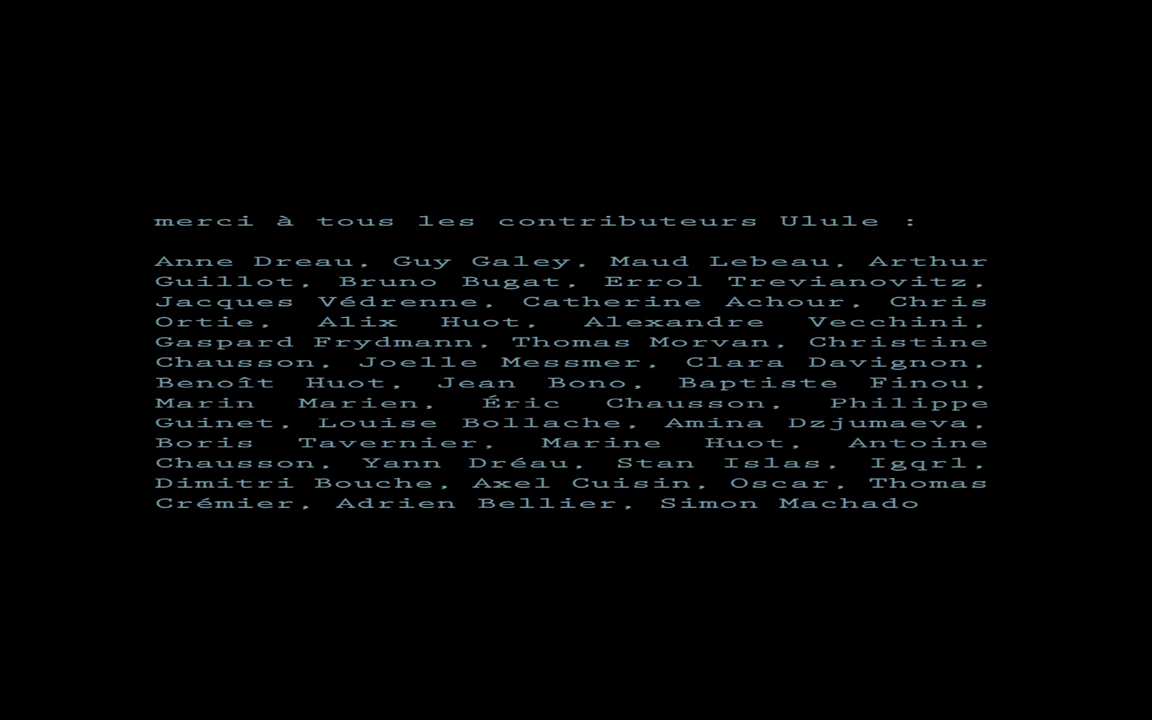 merci à tous les contributeurs Ulule :
Anne Dreau, Guy Galey, Maud Lebeau, Arthur
Guillot, Bruno Bugat, Errol Trevianovitz,
Jacques Védrenne, Catherine Achour, Chris
Ortie, Alix Huot, Alexandre Vecchini,
Gaspard Frydmann, Thomas Morvan, Christine
Chausson, Joelle Messmer, Clara Davignon,
Benoît Huot, Jean Bono, Baptiste Finou,
Marin Marien, Éric Chausson, Philippe
Guinet, Louise Bollache, Amina Dzjumaeva,
Boris Tavernier, Marine Huot, Antoine
Chausson, Yann Dréau, Stan Islas, Igqrl,
Dimitri Bouche, Axel Cuisin, Oscar, Thomas
Crémier, Adrien Bellier, Simon Machado